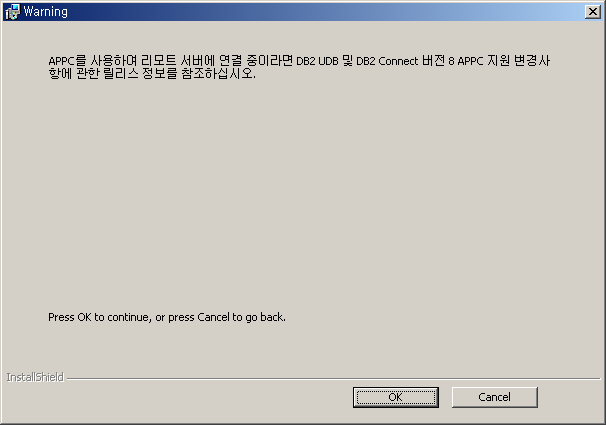 Warning
APPC를 사용하여 리모트 서버에 연결 중이라면 DB2 UDB 및 DB2 Connect 버전 8 APPC 지원 변경사
항에 관한 릴리스 정보를 참조하십시오.
Press OK to continue, or press Cancel to go back.
InstallShield
OK Cancel